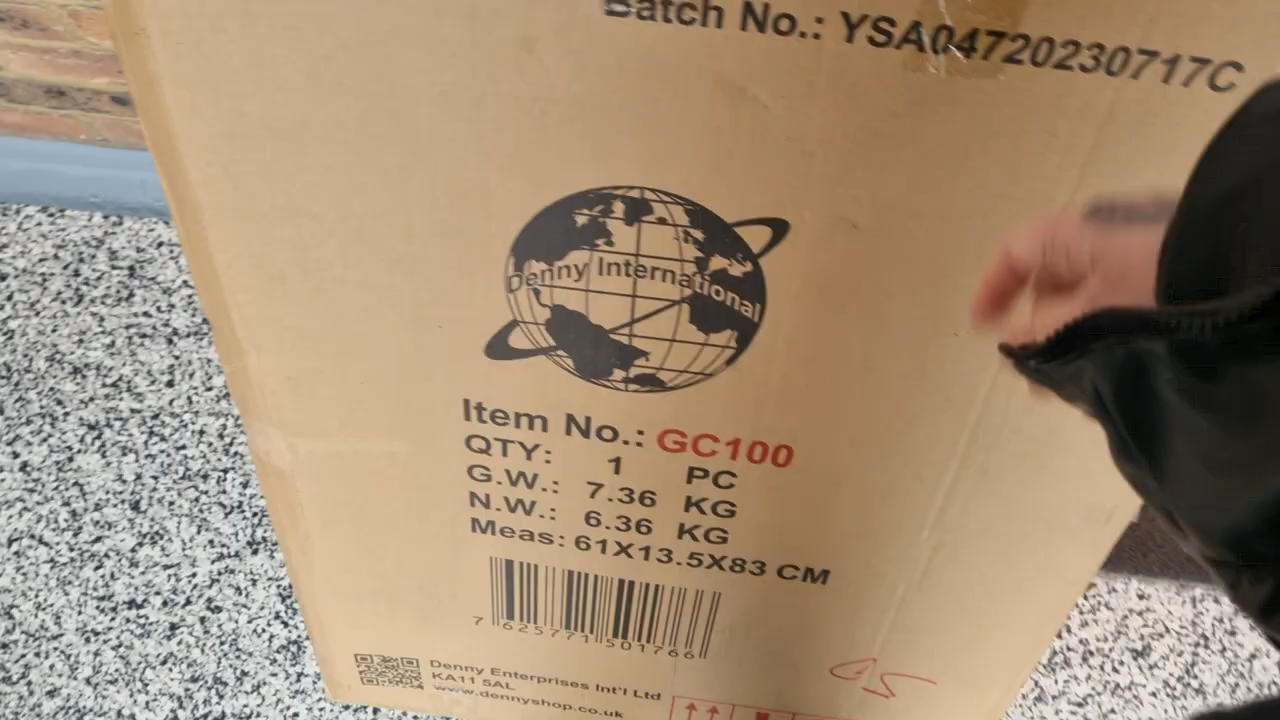 Batch No.: YSA04720230717C
Denny International
Item No.: GC100
QTY: 1 PC
G.W.: 7.36 KG
N.W.: 6.36 KG
Meas: 61X13.5X83 CM
7 625771 501766
Denny Enterprises Int'l Ltd
KA11 5AL
www.dennyshop.co.uk